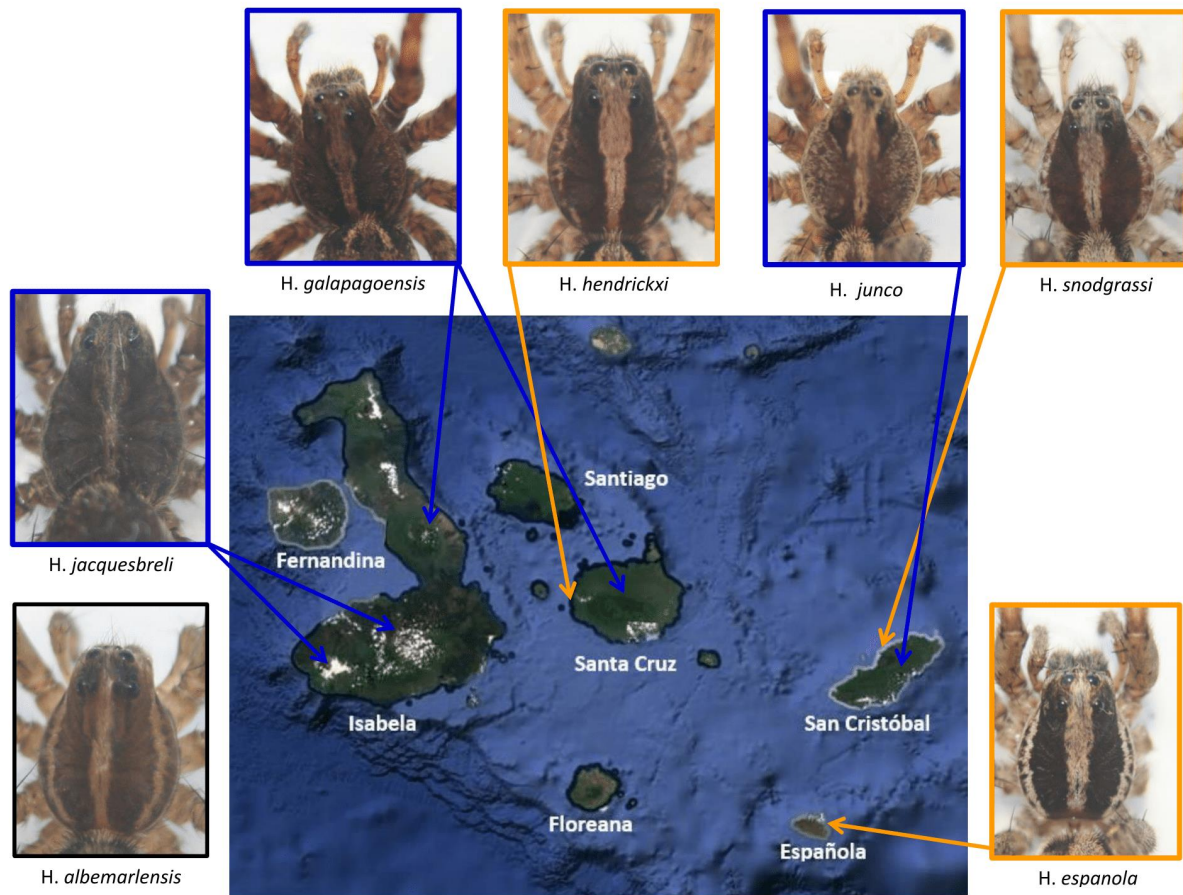 H. galapagoensis
H. hendrickxi
H. junco
H. snodgrassi
H. jacquesbreli
Santiago
Fernandina
Santa Cruz
Isabela
San Cristóbal
Floreana
Española
H. albemarlensis
H. espanola